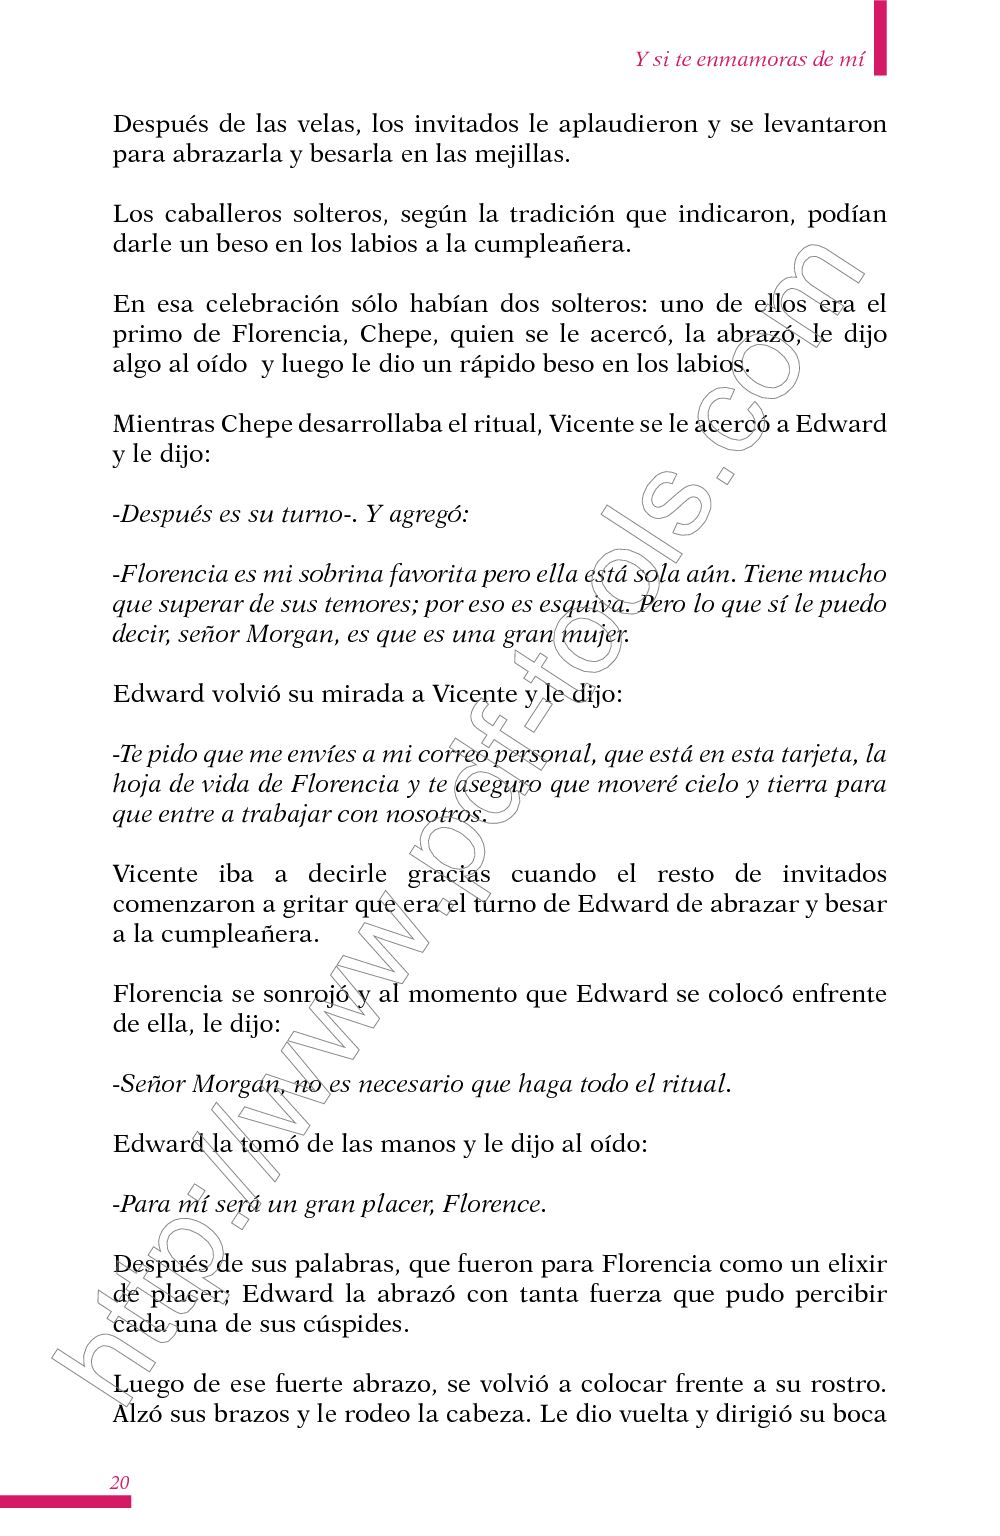 Y si te enmamoras de mí
Después de las velas, los invitados le aplaudieron y se levantaron
para abrazarla y besarla en las mejillas.
Los caballeros solteros, según la tradición que indicaron, podían
darle un beso en los labios a la cumpleañera.
En esa celebración sólo habían dos solteros: uno de ellos era el
primo de Florencia, Chepe, quien se le acercó, la abrazó, le dijo
algo al oído  y luego le dio un rápido beso en los labios.
Mientras Chepe desarrollaba el ritual, Vicente se le acercó a Edward
y le dijo:
-Después es su turno-. Y agregó:
-Florencia es mi sobrina favorita pero ella está sola aún. Tiene mucho
que superar de sus temores; por eso es esquiva. Pero lo que sí le puedo
decir, señor Morgan, es que es una gran mujer.
Edward volvió su mirada a Vicente y le dijo:
-Te pido que me envíes a mi correo personal, que está en esta tarjeta, la
hoja de vida de Florencia y te aseguro que moveré cielo y tierra para
que entre a trabajar con nosotros.
Vicente iba a decirle gracias cuando el resto de invitados
comenzaron a gritar que era el turno de Edward de abrazar y besar
a la cumpleañera.
Florencia se sonrojó y al momento que Edward se colocó enfrente
de ella, le dijo:
-Señor Morgan, no es necesario que haga todo el ritual.
Edward la tomó de las manos y le dijo al oído:
-Para mí será un gran placer, Florence.
Después de sus palabras, que fueron para Florencia como un elixir
de placer; Edward la abrazó con tanta fuerza que pudo percibir
cada una de sus cúspides.
Luego de ese fuerte abrazo, se volvió a colocar frente a su rostro.
Alzó sus brazos y le rodeo la cabeza. Le dio vuelta y dirigió su boca
20
http://www.pdf-tools.com